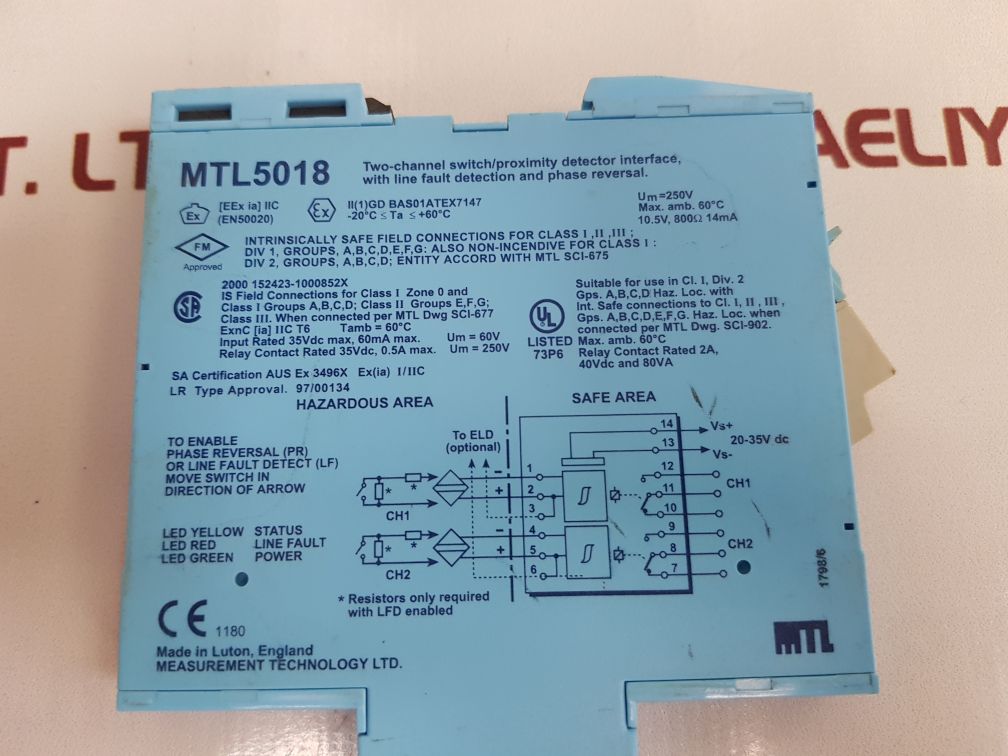 T. LT
AELIY
MTL5018
Two-channel switch/proximity detector interface,
with line fault detection and phase reversal.
Ex
[EEx ia] IIC
(EN50020)
Ex
II(1)GD BAS01ATEX7147
-20°C ≤ Ta ≤ +60°C
Um=250V
Max. amb. 60°C
10.5V, 800Ω 14mA
FM
Approved
INTRINSICALLY SAFE FIELD CONNECTIONS FOR CLASS I ,II ,III ;
DIV 1, GROUPS, A,B,C,D,E,F,G: ALSO NON-INCENDIVE FOR CLASS I :
DIV 2, GROUPS, A,B,C,D; ENTITY ACCORD WITH MTL SCI-675
SA
2000 152423-1000852X
IS Field Connections for Class I Zone 0 and
Class I Groups A,B,C,D; Class II Groups E,F,G;
Class III. When connected per MTL Dwg SCI-677
ExnC [ia] IIC T6 Tamb = 60°C
Input Rated 35Vdc max, 60mA max. Um = 60V
Relay Contact Rated 35Vdc, 0.5A max. Um = 250V
UL
LISTED
73P6
Suitable for use in Cl. I, Div. 2
Gps. A,B,C,D Haz. Loc. with
Int. Safe connections to Cl. I, II , III ,
Gps. A,B,C,D,E,F,G. Haz. Loc. when
connected per MTL Dwg. SCI-902.
Max. amb. 60°C
Relay Contact Rated 2A,
40Vdc and 80VA
SA Certification AUS Ex 3496X Ex(ia) I/IIC
LR Type Approval. 97/00134
HAZARDOUS AREA
SAFE AREA
TO ENABLE
PHASE REVERSAL (PR)
OR LINE FAULT DETECT (LF)
MOVE SWITCH IN
DIRECTION OF ARROW
To ELD
(optional)
14 Vs+
20-35V dc
13 Vs-
1 -
2 +
3
* *
CH1
12
11
10
CH1
LED YELLOW STATUS
LED RED LINE FAULT
LED GREEN POWER
4 -
5 +
6
* *
CH2
9
8
7
CH2
* Resistors only required
with LFD enabled
1798/6
CE 1180
Made in Luton, England
MEASUREMENT TECHNOLOGY LTD.
MTL